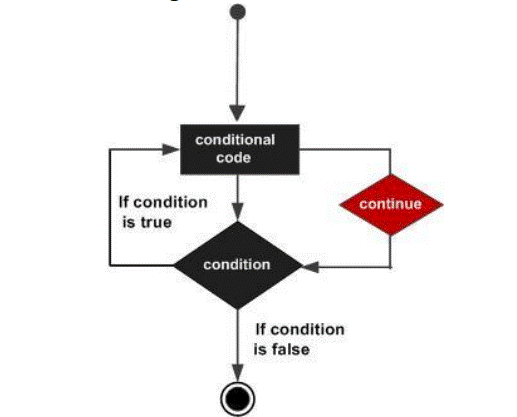 conditional
code
continue
If condition
is true
condition
If condition
is false